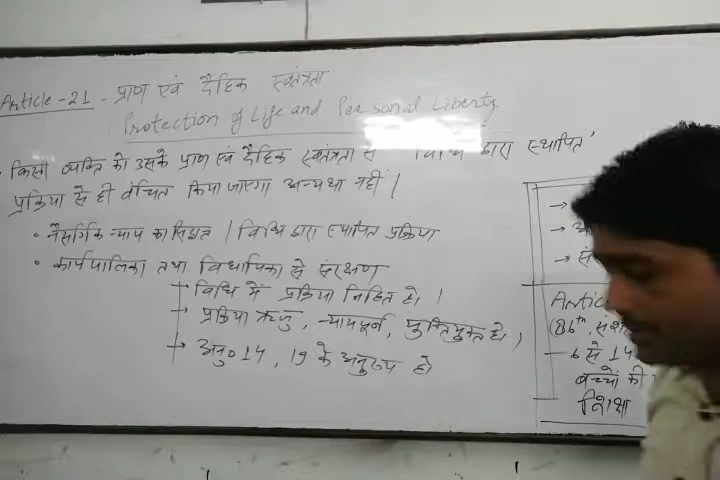 Article-21 - प्राण एवं दैहिक स्वतंत्रता
Protection of Life and Personal Liberty
किसी व्यक्ति को उसके प्राण एवं दैहिक स्वतंत्रता से विधि द्वारा स्थापित
प्रक्रिया से ही वंचित किया जाएगा अन्यथा नहीं |
• नैसर्गिक न्याय का सिद्धांत / विधि द्वारा स्थापित प्रक्रिया
• कार्यपालिका तथा विधायिका से संरक्षण
→ विधि में प्रक्रिया निहित हो |
→ प्रक्रिया ऋजु, न्यायपूर्ण, युक्तियुक्त हो |
→ अनु० 14, 19 के अनुरूप हो
Artic
(86th, संशो
6 से 14
बच्चों की
शिक्षा